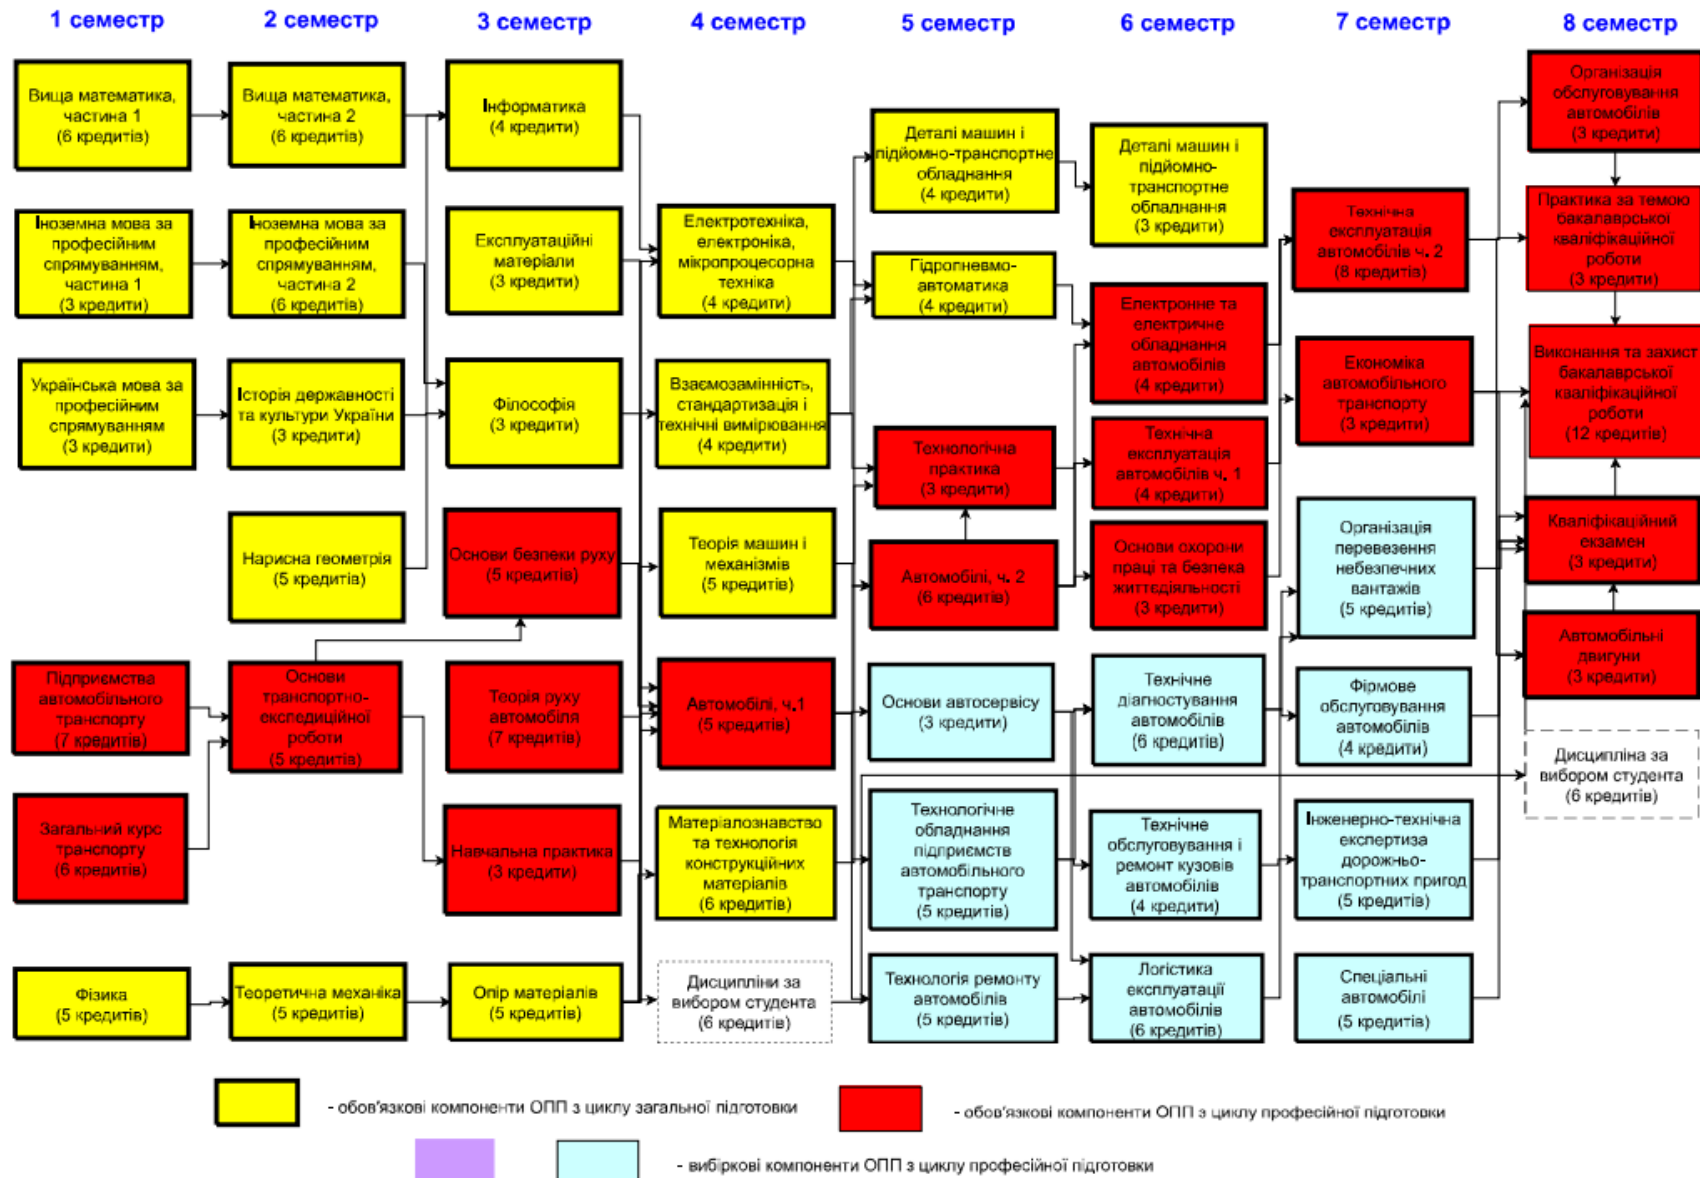 1 семестр
2 семестр
3 семестр
4 семестр
5 семестр
6 семестр
7 семестр
8 семестр
Вища математика,
частина 1
(6 кредитів)
Іноземна мова за
професійним
спрямуванням,
частина 1
(3 кредити)
Українська мова за
професійним
спрямуванням
(3 кредити)
Підприємства
автомобільного
транспорту
(7 кредитів)
Загальний курс
транспорту
(6 кредитів)
Фізика
(5 кредитів)
Вища математика,
частина 2
(6 кредитів)
Іноземна мова за
професійним
спрямуванням,
частина 2
(6 кредитів)
Історія державності
та культури України
(3 кредити)
Нарисна геометрія
(5 кредитів)
Основи
транспортно-
експедиційної
роботи
(5 кредитів)
Теоретична механіка
(5 кредитів)
Інформатика
(4 кредити)
Експлуатаційні
матеріали
(3 кредити)
Філософія
(3 кредити)
Основи безпеки руху
(5 кредитів)
Теорія руху
автомобіля
(7 кредитів)
Навчальна практика
(3 кредити)
Опір матеріалів
(5 кредитів)
Електротехніка,
електроніка,
мікропроцесорна
техніка
(4 кредити)
Взаємозамінність,
стандартизація і
технічні вимірювання
(4 кредити)
Теорія машин і
механізмів
(5 кредитів)
Автомобілі, ч.1
(5 кредитів)
Матеріалознавство
та технологія
конструкційних
матеріалів
(6 кредитів)
Дисципліни за
вибором студента
(6 кредитів)
Деталі машин і
підйомно-транспортне
обладнання
(4 кредити)
Гідропневмо-
автоматика
(4 кредити)
Технологічна
практика
(3 кредити)
Автомобілі, ч. 2
(6 кредитів)
Основи автосервісу
(3 кредити)
Технологічне
обладнання
підприємств
автомобільного
транспорту
(5 кредитів)
Технологія ремонту
автомобілів
(5 кредитів)
Деталі машин і
підйомно-
транспортне
обладнання
(3 кредити)
Електронне та
електричне
обладнання
автомобілів
(4 кредити)
Технічна
експлуатація
автомобілів ч. 1
(4 кредити)
Основи охорони
праці та безпека
життєдіяльності
(3 кредити)
Технічне
діагностування
автомобілів
(6 кредитів)
Технічне
обслуговування і
ремонт кузовів
автомобілів
(4 кредити)
Логістика
експлуатації
автомобілів
(6 кредитів)
Технічна
експлуатація
автомобілів ч. 2
(8 кредитів)
Економіка
автомобільного
транспорту
(3 кредити)
Організація
перевезення
небезпечних
вантажів
(5 кредитів)
Фірмове
обслуговування
автомобілів
(4 кредити)
Інженерно-технічна
експертиза
дорожньо-
транспортних пригод
(5 кредитів)
Спеціальні
автомобілі
(5 кредитів)
Організація
обслуговування
автомобілів
(3 кредити)
Практика за темою
бакалаврської
кваліфікаційної
роботи
(3 кредити)
Виконання та захист
бакалаврської
кваліфікаційної
роботи
(12 кредитів)
Кваліфікаційний
екзамен
(3 кредити)
Автомобільні
двигуни
(3 кредити)
Дисципліна за
вибором студента
(6 кредитів)
- обов'язкові компоненти ОПП з циклу загальної підготовки
- обов'язкові компоненти ОПП з циклу професійної підготовки
- вибіркові компоненти ОПП з циклу професійної підготовки